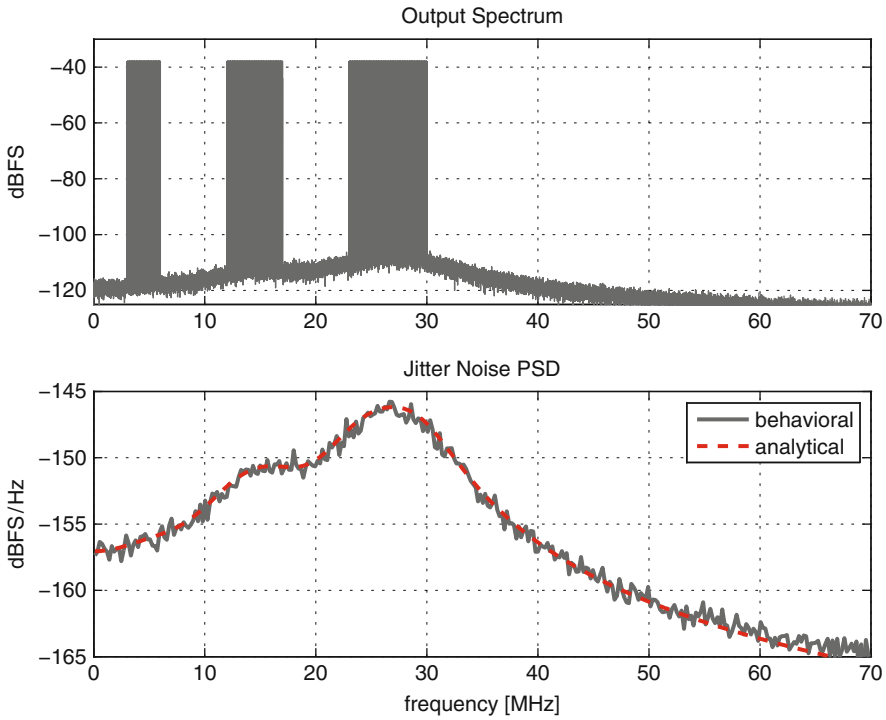 Output Spectrum
dBFS
−40
−60
−80
−100
−120
0 10 20 30 40 50 60 70
Jitter Noise PSD
dBFS/Hz
−145
−150
−155
−160
−165
behavioral
analytical
0 10 20 30 40 50 60 70
frequency [MHz]